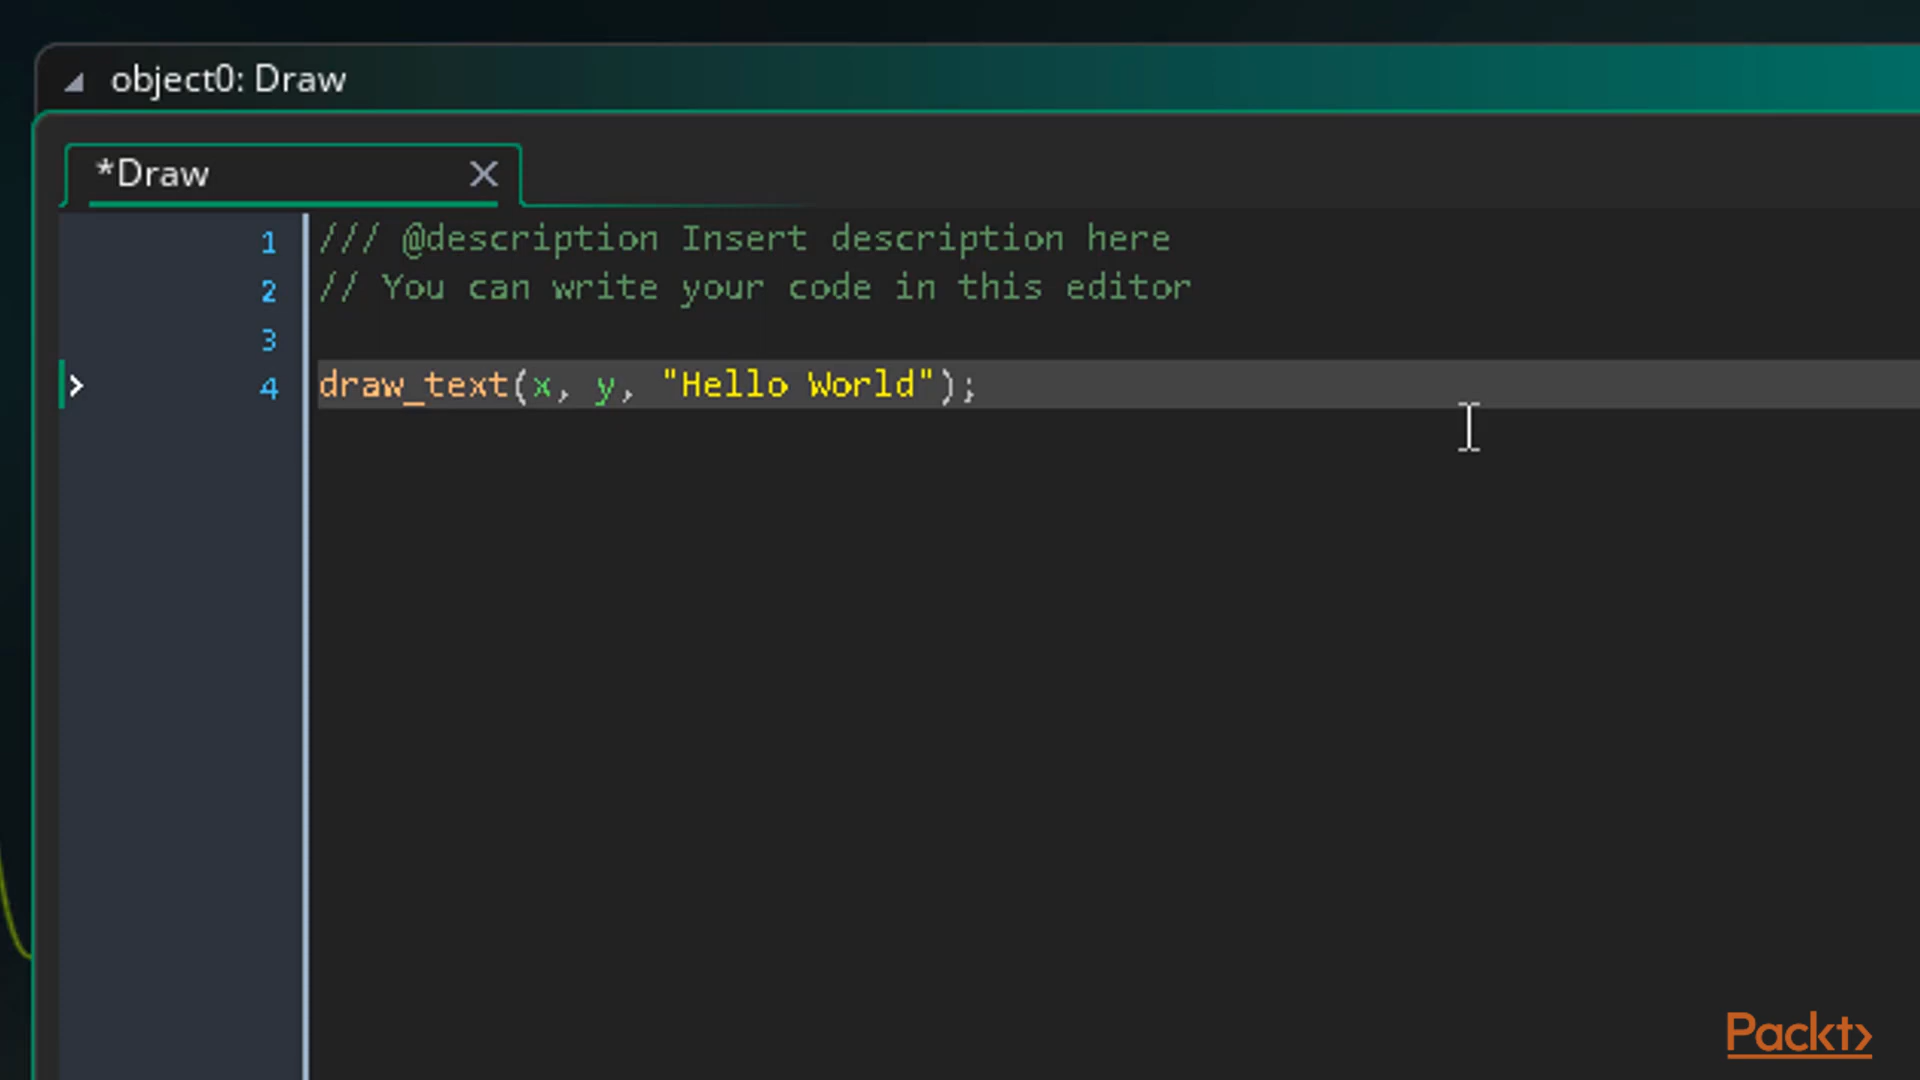 object0: Draw
*Draw
1 /// @description Insert description here
2 // You can write your code in this editor
3
4 draw_text(x, y, "Hello World");
Packt>